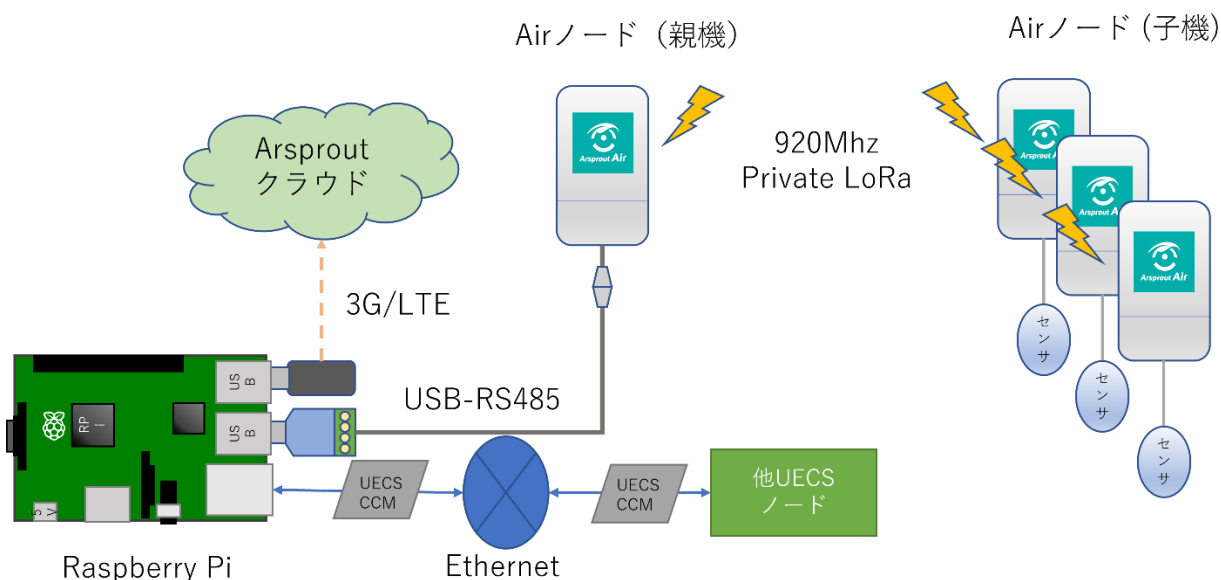 Airノード（親機）
Airノード (子機)
Arsprout
クラウド
Arsprout Air
920Mhz
Private LoRa
Arsprout Air
Arsprout Air
Arsprout Air
3G/LTE
センサ
センサ
センサ
US
B
USB-RS485
RP
i
US
B
UECS
CCM
UECS
CCM
他UECS
ノード
5
V
Raspberry Pi
Ethernet